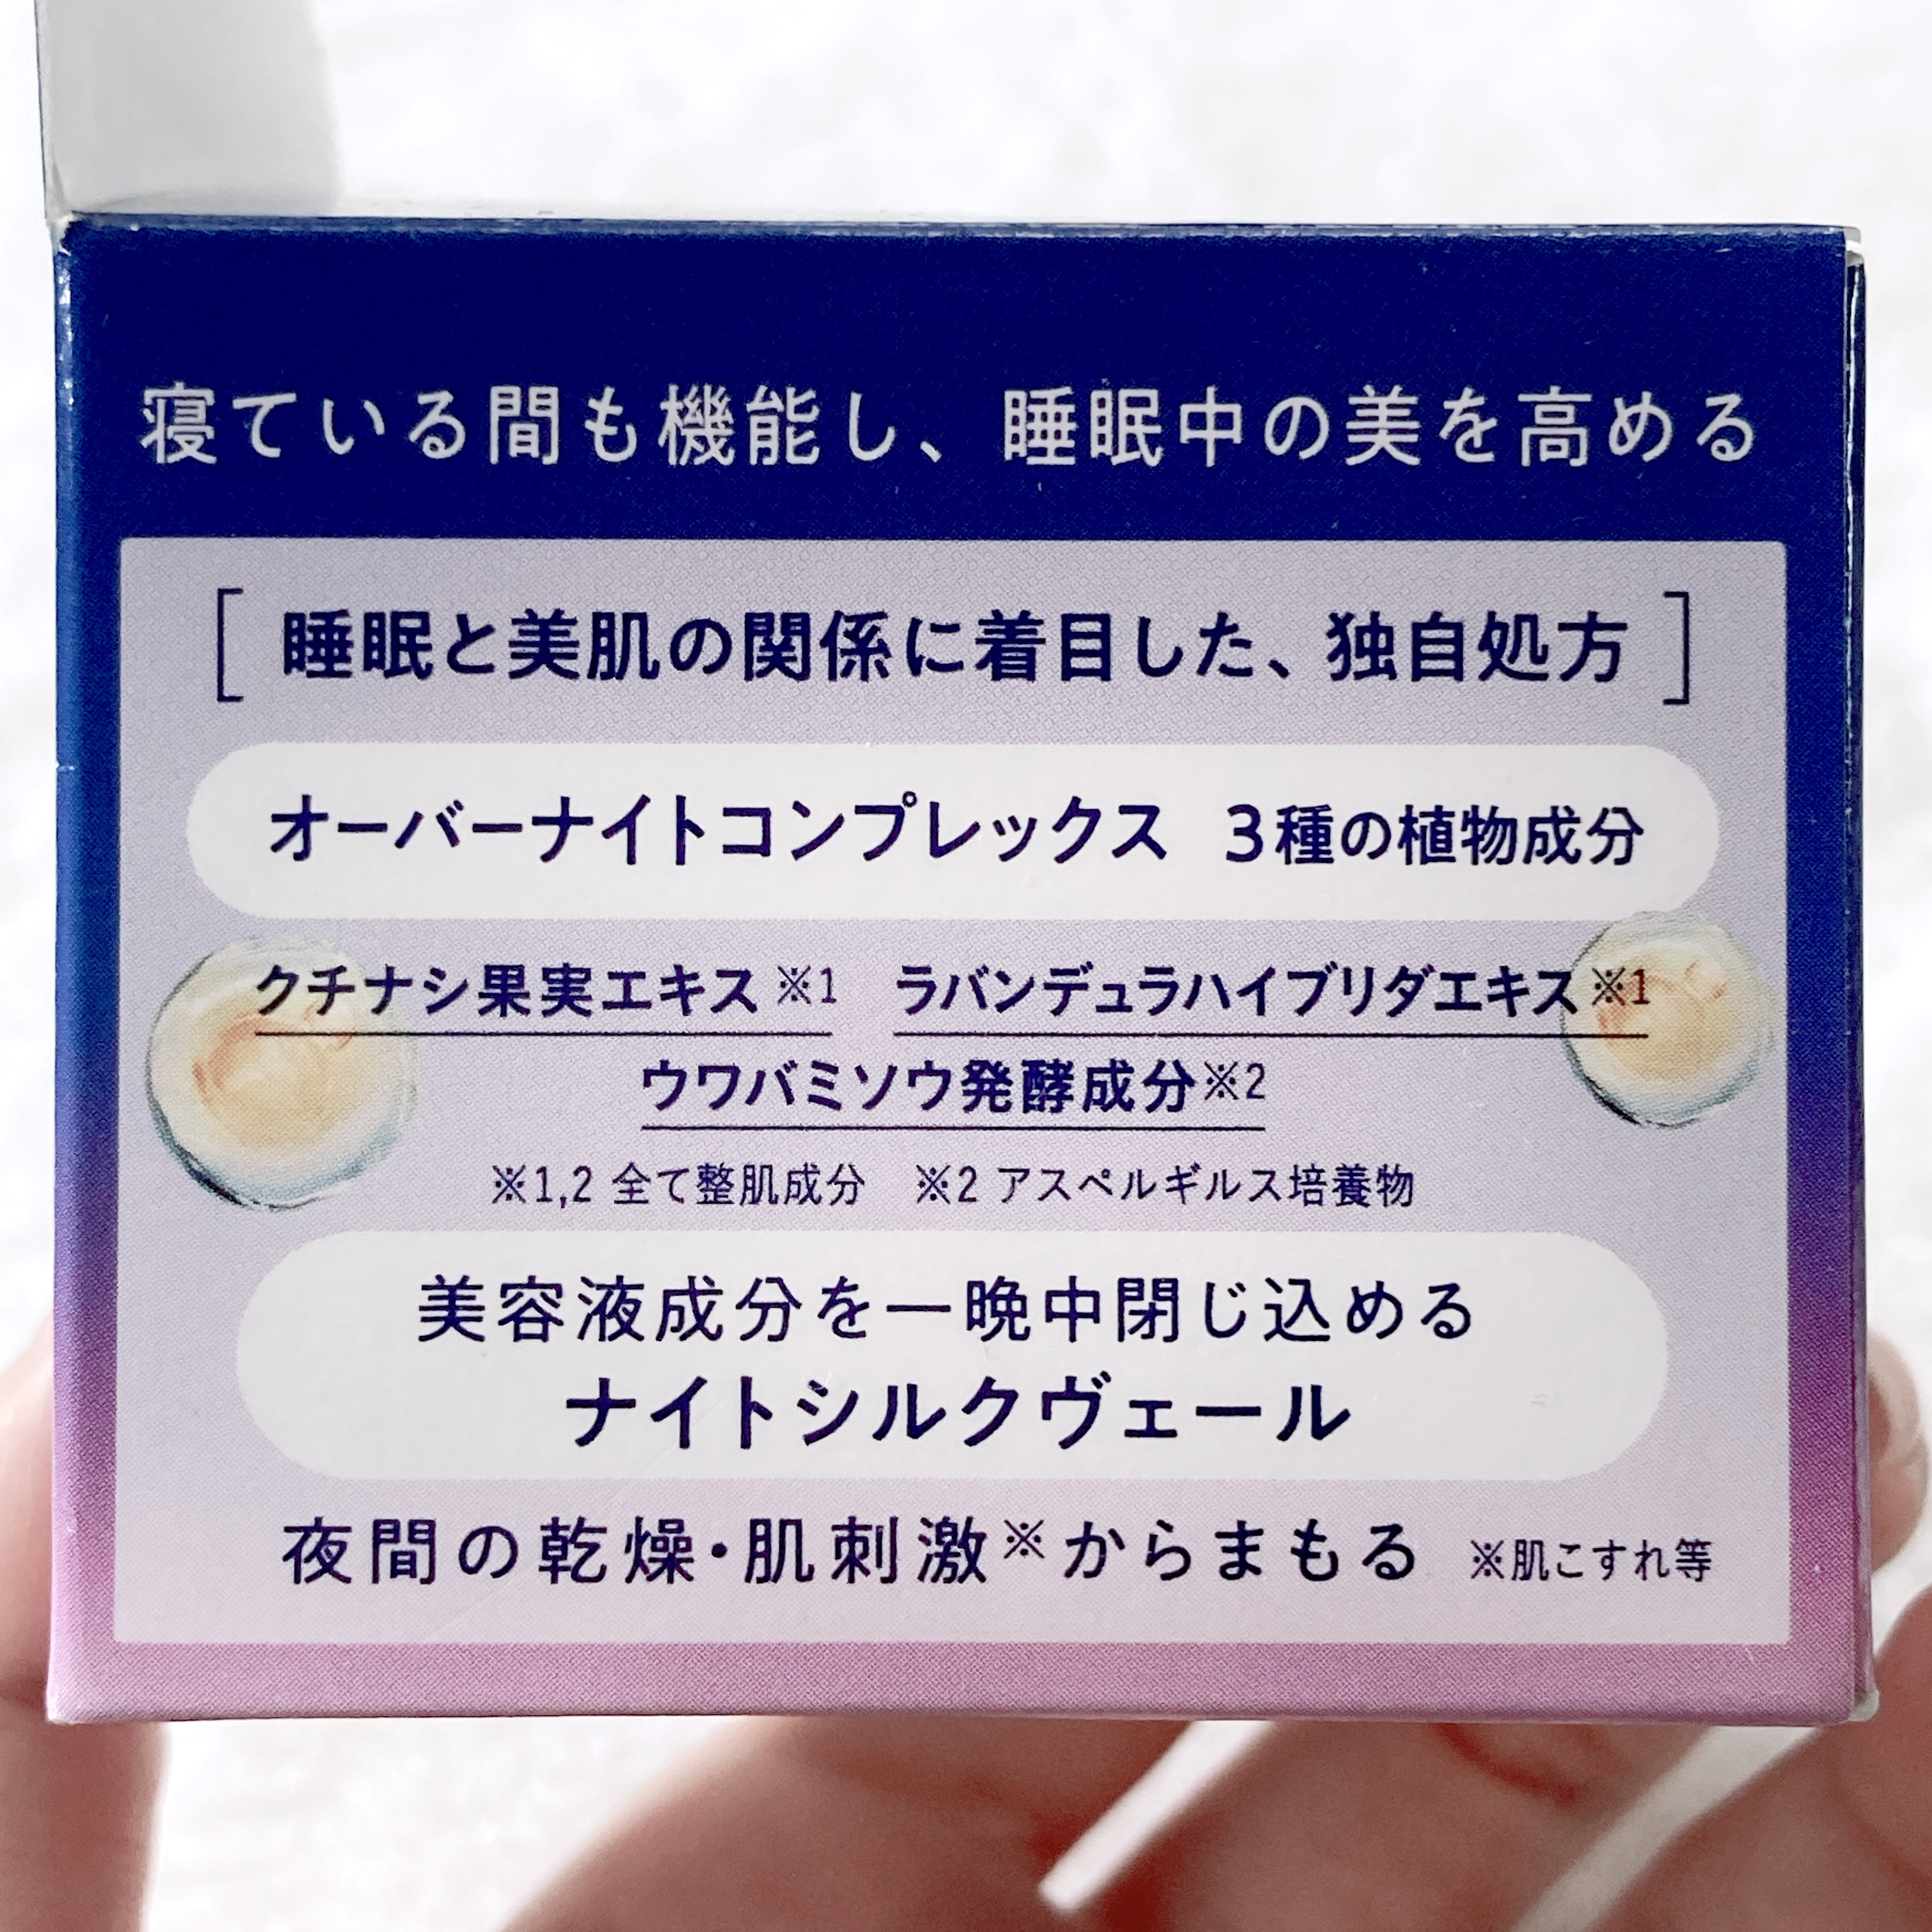 寝ている間も機能し、睡眠中の美を高める
[ 睡眠と美肌の関係に着目した、独自処方 ]
オーバーナイトコンプレックス 3種の植物成分
クチナシ果実エキス※1 ラバンデュラハイブリダエキス※1
ウワバミソウ発酵成分※2
※1,2 全て整肌成分 ※2 アスペルギルス培養物
美容液成分を一晩中閉じ込める
ナイトシルクヴェール
夜間の乾燥・肌刺激※からまもる ※肌こすれ等